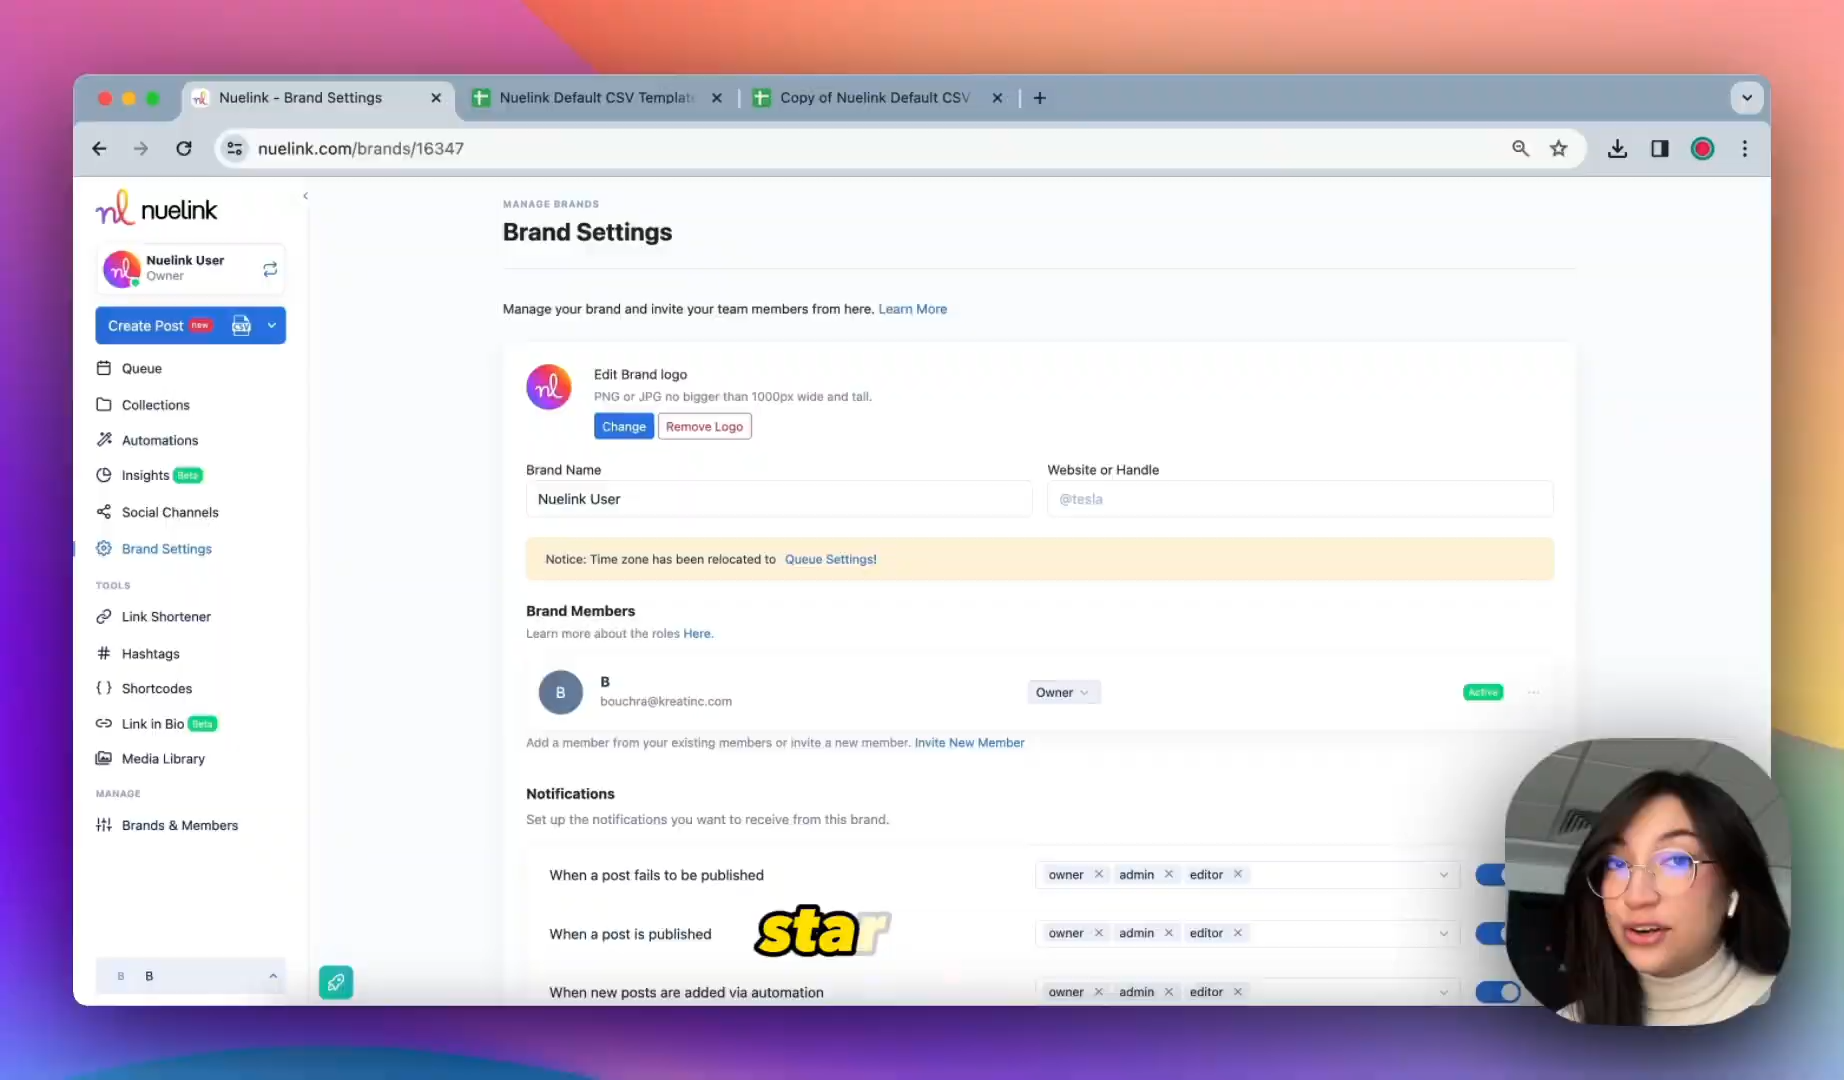 Nuelink - Brand Settings
Nuelink Default CSV Templat
Copy of Nuelink Default CSV
nuelink.com/brands/16347
nl nuelink
MANAGE BRANDS
Brand Settings
nl
Nuelink User
Owner
Create Post new CSV
Queue
Collections
Automations
Insights Beta
Social Channels
Brand Settings
TOOLS
Link Shortener
Hashtags
Shortcodes
Link in Bio Beta
Media Library
MANAGE
Brands & Members
B B
Manage your brand and invite your team members from here. Learn More
nl
Edit Brand logo
PNG or JPG no bigger than 1000px wide and tall.
Change Remove Logo
Brand Name
Nuelink User
Website or Handle
@tesla
Notice: Time zone has been relocated to Queue Settings!
Brand Members
Learn more about the roles Here.
B
B
bouchra@kreatinc.com
Owner
Active
Add a member from your existing members or invite a new member. Invite New Member
Notifications
Set up the notifications you want to receive from this brand.
When a post fails to be published owner admin editor
When a post is published owner admin editor
star
When new posts are added via automation owner admin editor